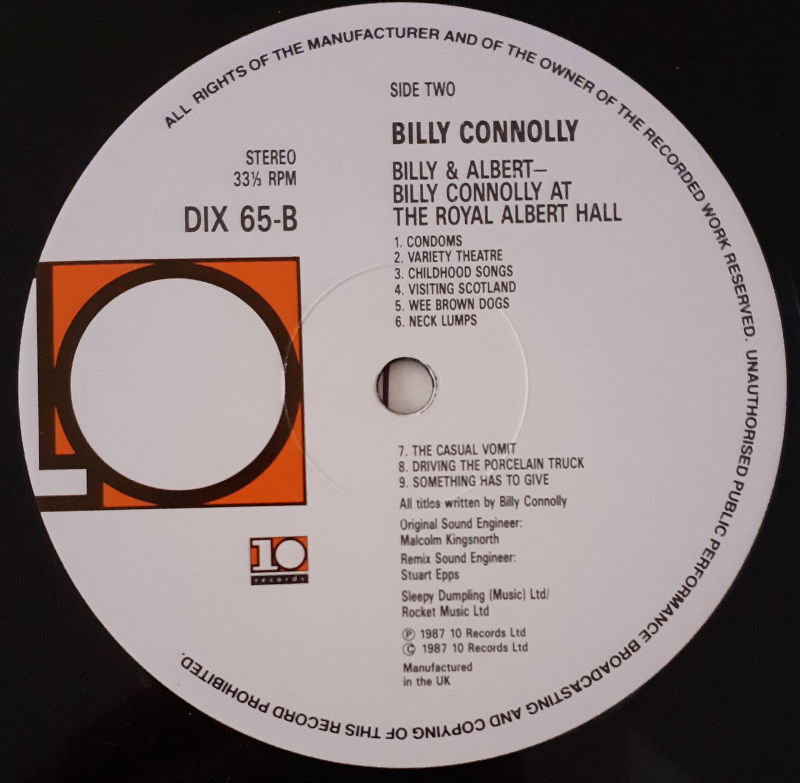 ALL RIGHTS OF THE MANUFACTURER AND OF THE OWNER OF THE RECORDED WORK RESERVED. UNAUTHORISED PUBLIC PERFORMANCE BROADCASTING AND COPYING OF THIS RECORD PROHIBITED.
SIDE TWO
STEREO
33⅓ RPM
DIX 65-B
BILLY CONNOLLY
BILLY & ALBERT–
BILLY CONNOLLY AT
THE ROYAL ALBERT HALL
1. CONDOMS
2. VARIETY THEATRE
3. CHILDHOOD SONGS
4. VISITING SCOTLAND
5. WEE BROWN DOGS
6. NECK LUMPS
7. THE CASUAL VOMIT
8. DRIVING THE PORCELAIN TRUCK
9. SOMETHING HAS TO GIVE
All titles written by Billy Connolly
Original Sound Engineer:
Malcolm Kingsnorth
Remix Sound Engineer:
Stuart Epps
Sleepy Dumpling (Music) Ltd/
Rocket Music Ltd
℗ 1987 10 Records Ltd
© 1987 10 Records Ltd
Manufactured
in the UK
10
records